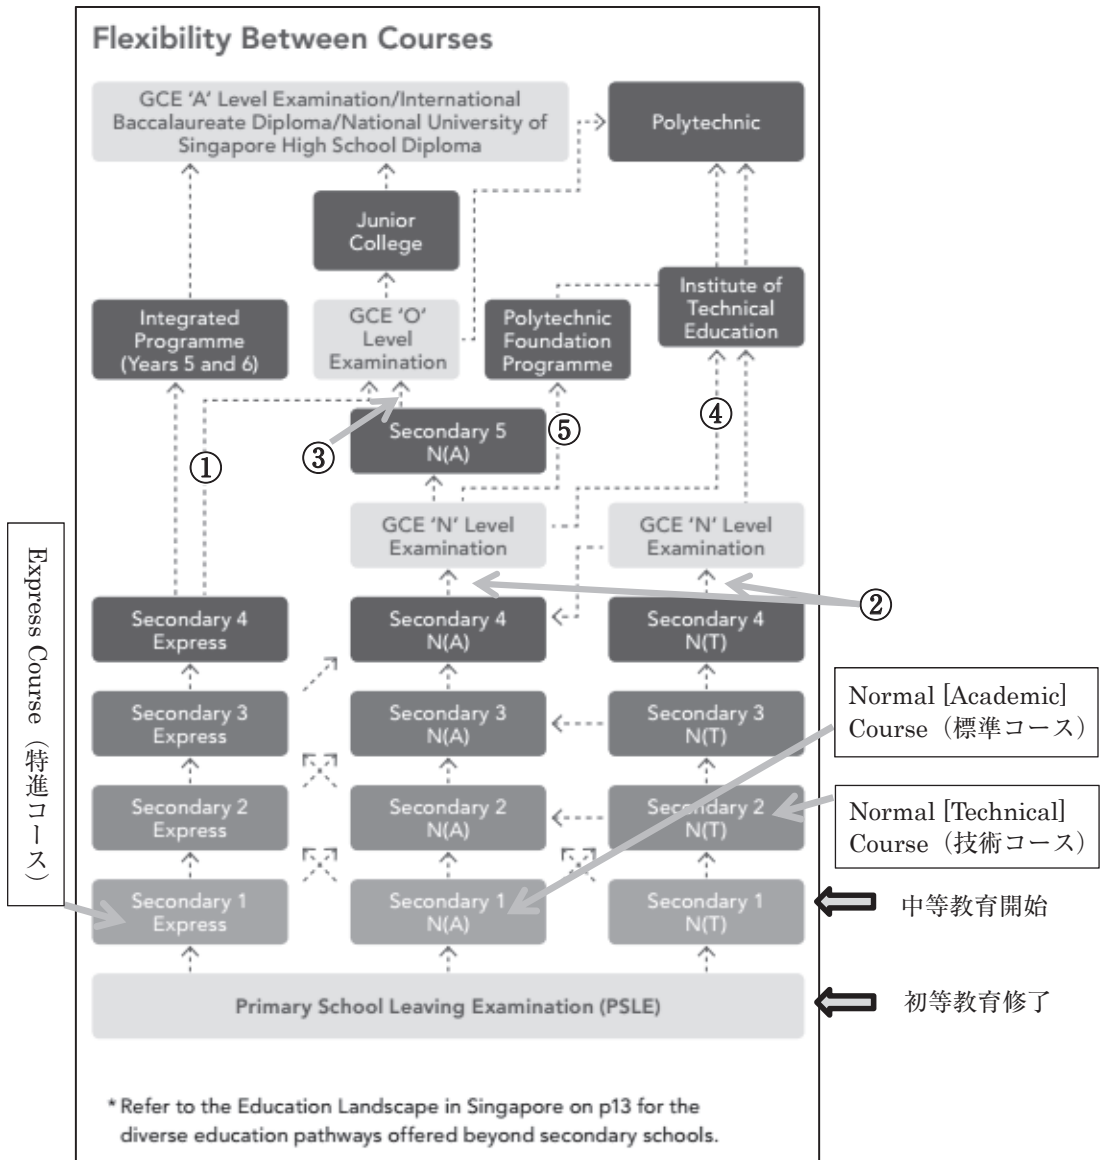 Flexibility Between Courses
GCE ‘A’ Level Examination/International
Baccalaureate Diploma/National University of
Singapore High School Diploma
Polytechnic
Junior
College
Integrated
Programme
(Years 5 and 6)
GCE ‘O’
Level
Examination
Polytechnic
Foundation
Programme
Institute of
Technical
Education
①
③
Secondary 5
N(A)
⑤
④
GCE ‘N’ Level
Examination
GCE ‘N’ Level
Examination
②
Express Course（特進コース）
Secondary 4
Express
Secondary 4
N(A)
Secondary 4
N(T)
Secondary 3
Express
Secondary 3
N(A)
Secondary 3
N(T)
Normal [Academic]
Course（標準コース）
Secondary 2
Express
Secondary 2
N(A)
Secondary 2
N(T)
Normal [Technical]
Course（技術コース）
Secondary 1
Express
Secondary 1
N(A)
Secondary 1
N(T)
中等教育開始
Primary School Leaving Examination (PSLE)
初等教育修了
* Refer to the Education Landscape in Singapore on p13 for the
diverse education pathways offered beyond secondary schools.